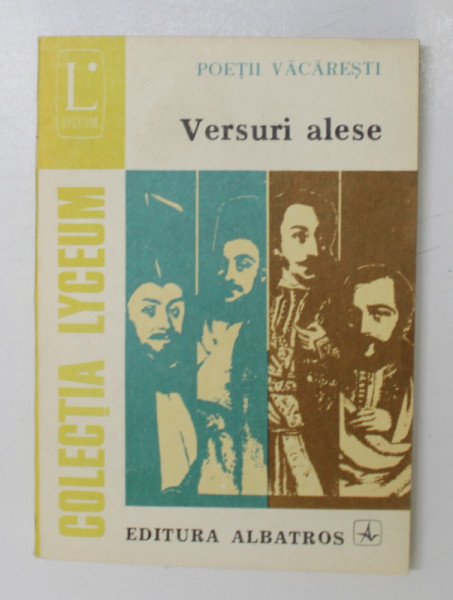 L
LYCEUM
POEȚII VĂCĂREȘTI
Versuri alese
COLECȚIA LYCEUM
EDITURA ALBATROS